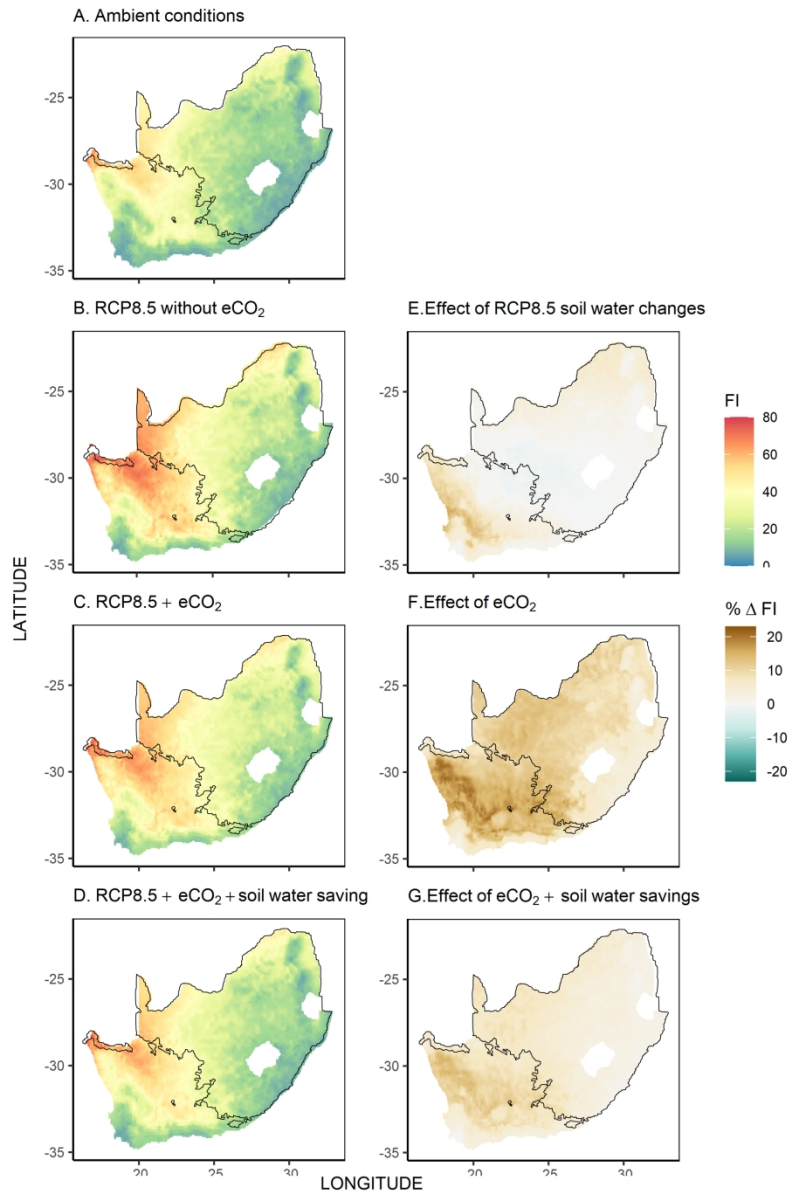 A. Ambient conditions
-25
-30
-35
B. RCP8.5 without eCO₂
E.Effect of RCP8.5 soil water changes
-25
-30
-35
-25
-30
-35
FI
80
60
40
20
0
C. RCP8.5 + eCO₂
F.Effect of eCO₂
-25
-30
-35
-25
-30
-35
% Δ FI
20
10
0
-10
-20
D. RCP8.5 + eCO₂ + soil water saving
G.Effect of eCO₂ + soil water savings
-25
-30
-35
-25
-30
-35
20 25 30
20 25 30
LATITUDE
LONGITUDE